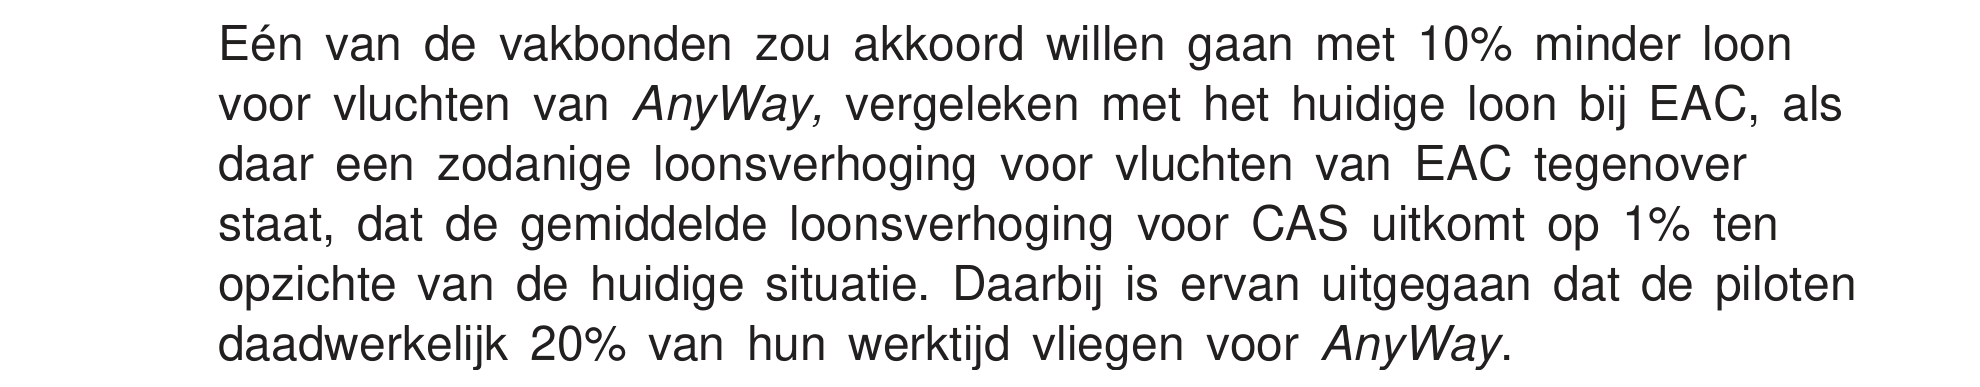 Eén van de vakbonden zou akkoord willen gaan met 10% minder loon
voor vluchten van AnyWay, vergeleken met het huidige loon bij EAC, als
daar een zodanige loonsverhoging voor vluchten van EAC tegenover
staat, dat de gemiddelde loonsverhoging voor CAS uitkomt op 1% ten
opzichte van de huidige situatie. Daarbij is ervan uitgegaan dat de piloten
daadwerkelijk 20% van hun werktijd vliegen voor AnyWay.